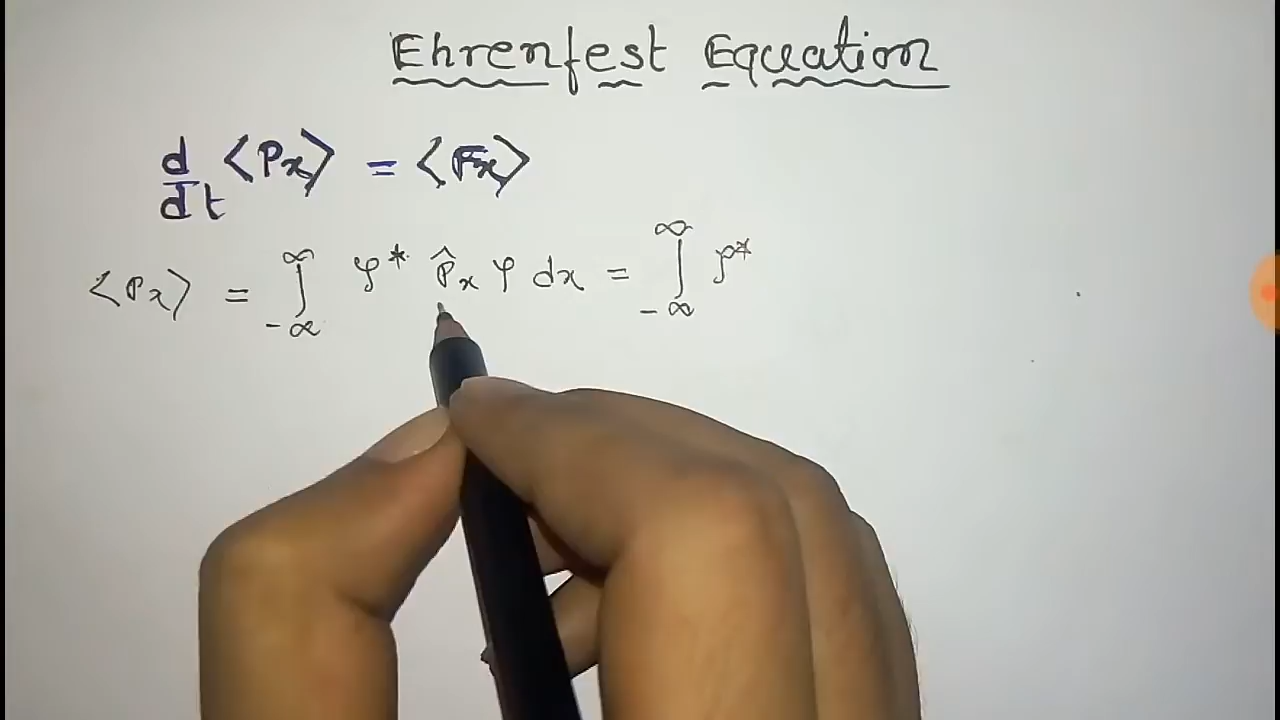 Ehrenfest Equation
d/dt <Px> = <Fx>
<Px> = ∫_{-∞}^{∞} φ* P̂x φ dx = ∫_{-∞}^{∞} φ*